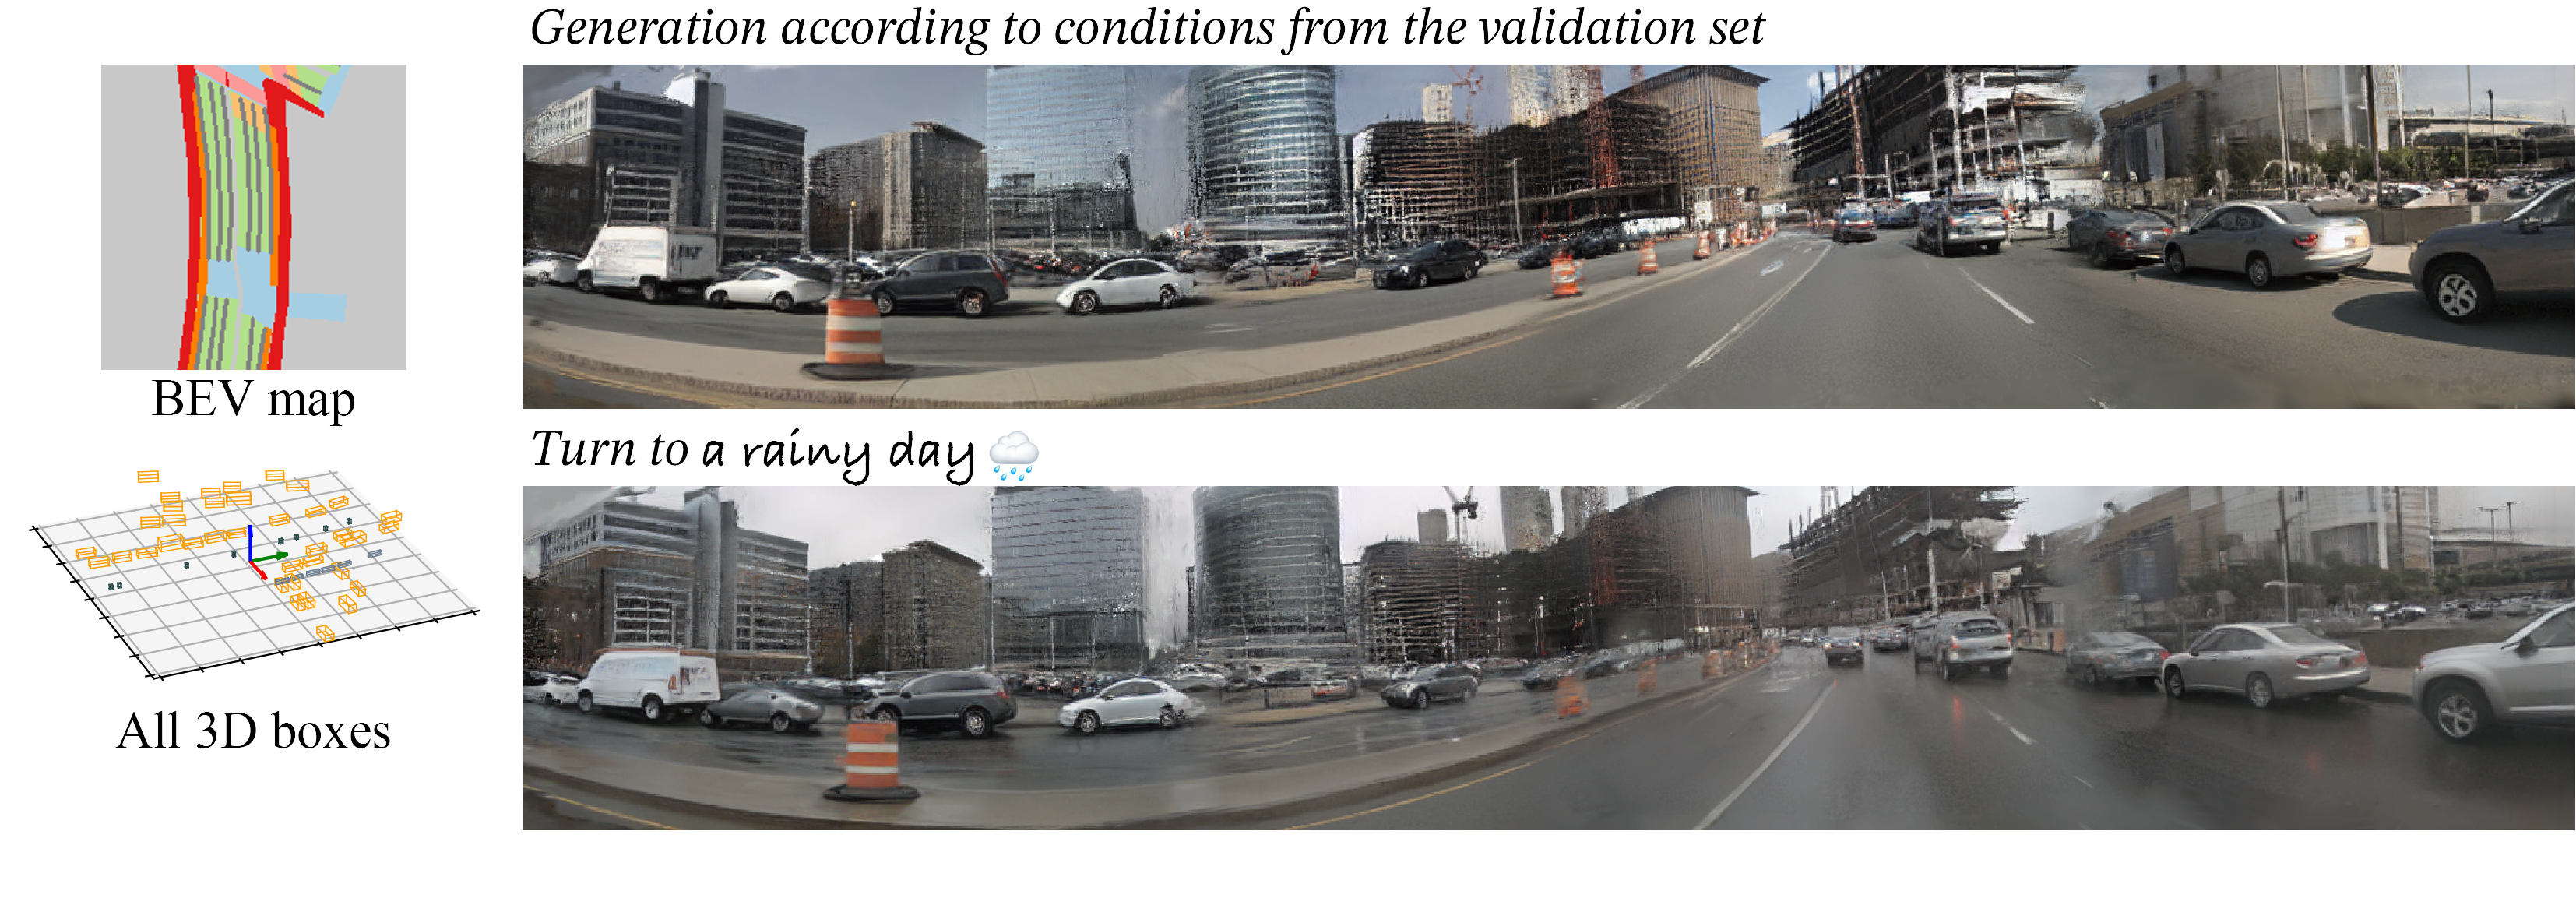 Generation according to conditions from the validation set
BEV map
Turn to a rainy day 🌧
All 3D boxes